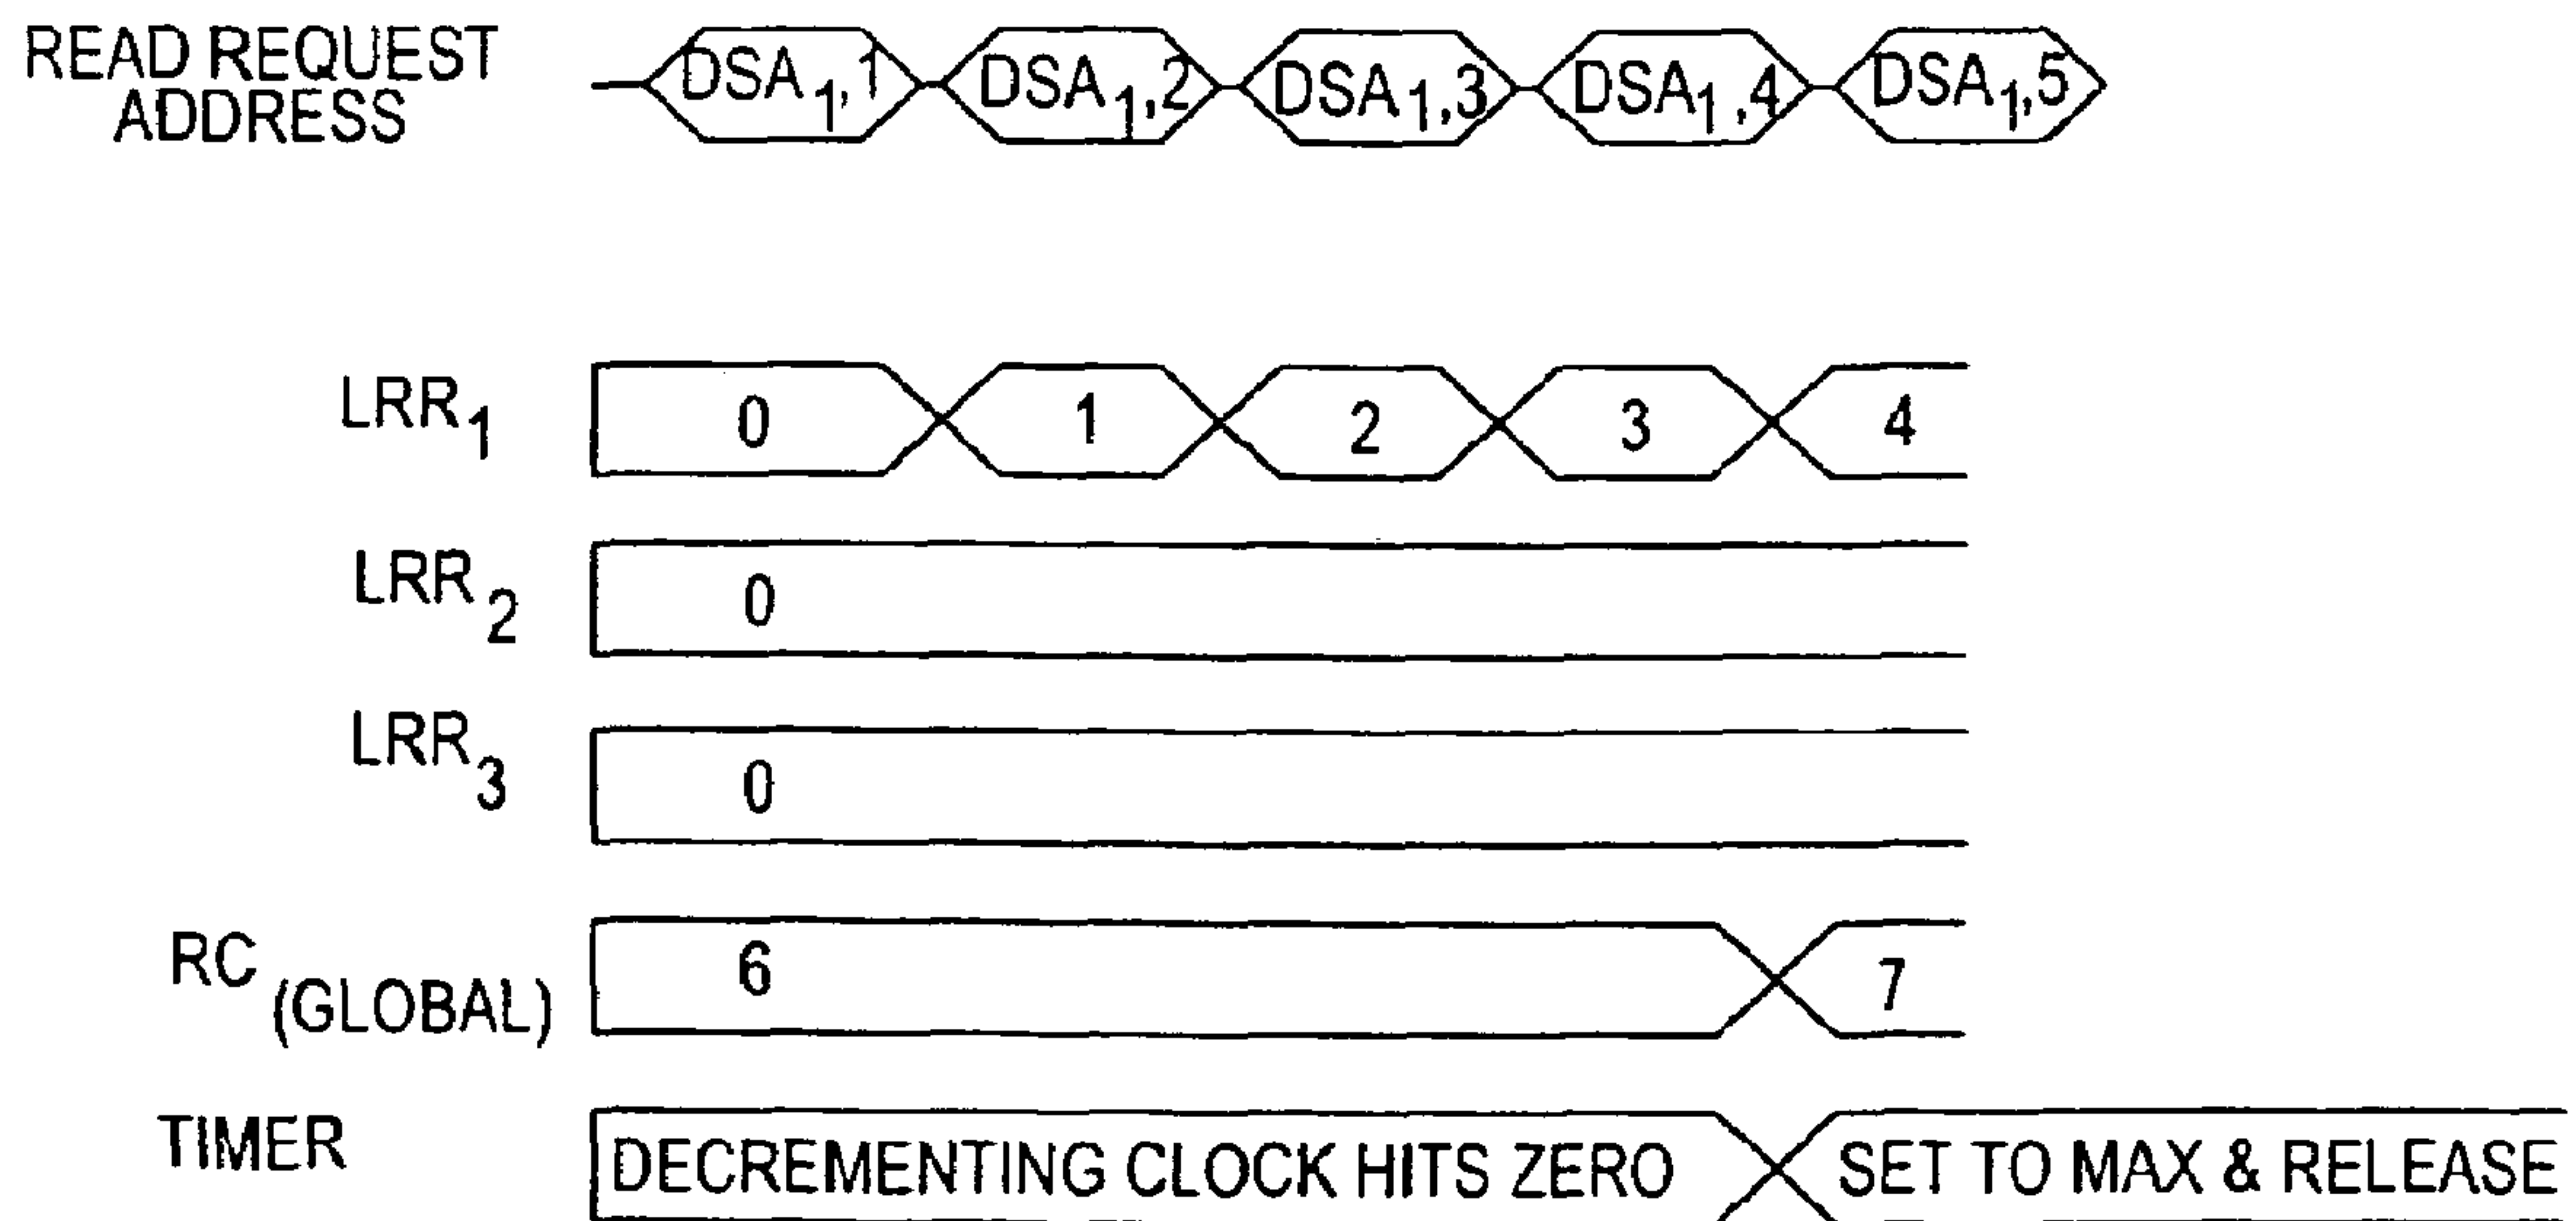 READ REQUEST ADDRESS
DSA1,1 DSA1,2 DSA1,3 DSA1,4 DSA1,5
LRR1 0 1 2 3 4
LRR2 0
LRR3 0
RC (GLOBAL) 6 7
TIMER DECREMENTING CLOCK HITS ZERO SET TO MAX & RELEASE